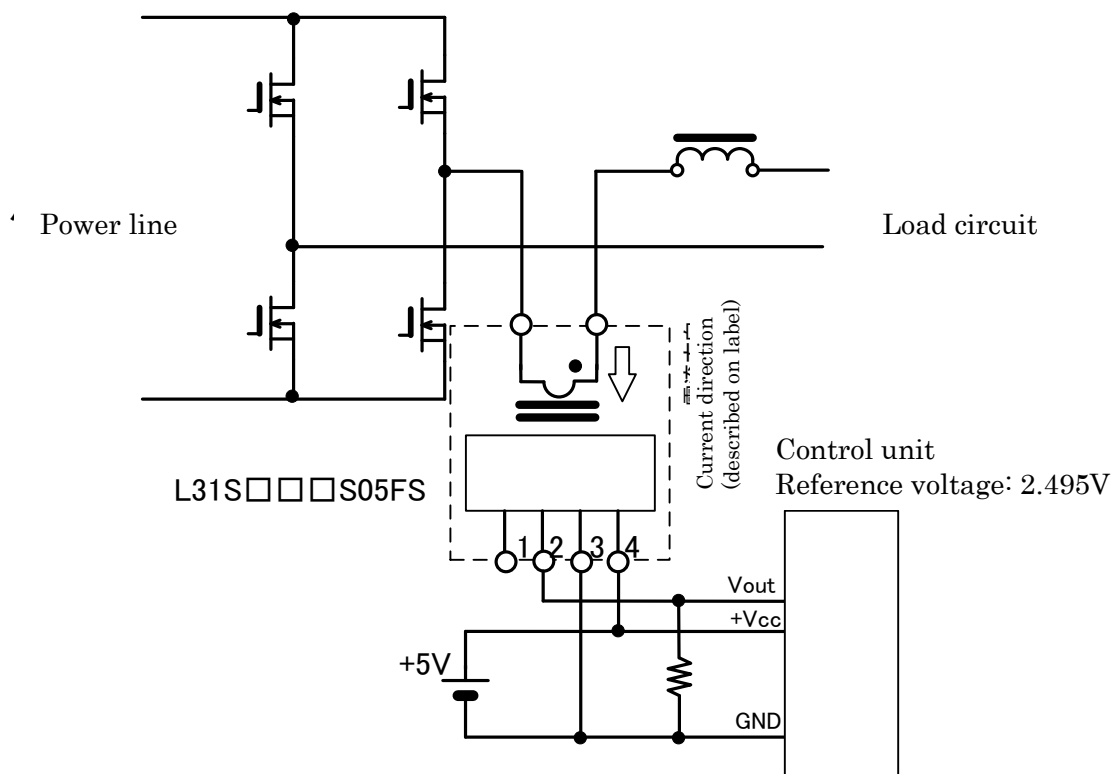 Power line
Load circuit
Current direction
(described on label)
Control unit
Reference voltage: 2.495V
L31S□□□S05FS
1 2 3 4
Vout
+Vcc
+5V
GND